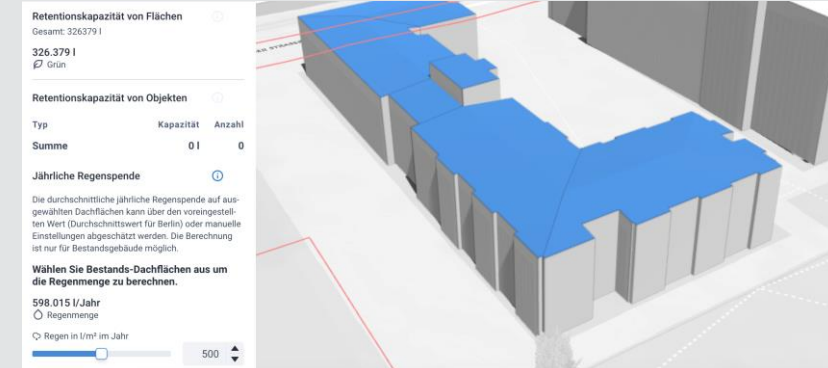 Retentionskapazität von Flächen
Gesamt: 326379 l
326.379 l
Grün
Retentionskapazität von Objekten
Typ Kapazität Anzahl
Summe 0 l 0
Jährliche Regenspende
Die durchschnittliche jährliche Regenspende auf aus-
gewählten Dachflächen kann über den voreingestell-
ten Wert (Durchschnittswert für Berlin) oder manuelle
Einstellungen abgeschätzt werden. Die Berechnung
ist nur für Bestandsgebäude möglich.
Wählen Sie Bestands-Dachflächen aus um
die Regenmenge zu berechnen.
598.015 l/Jahr
Regenmenge
Regen in l/m² im Jahr
500